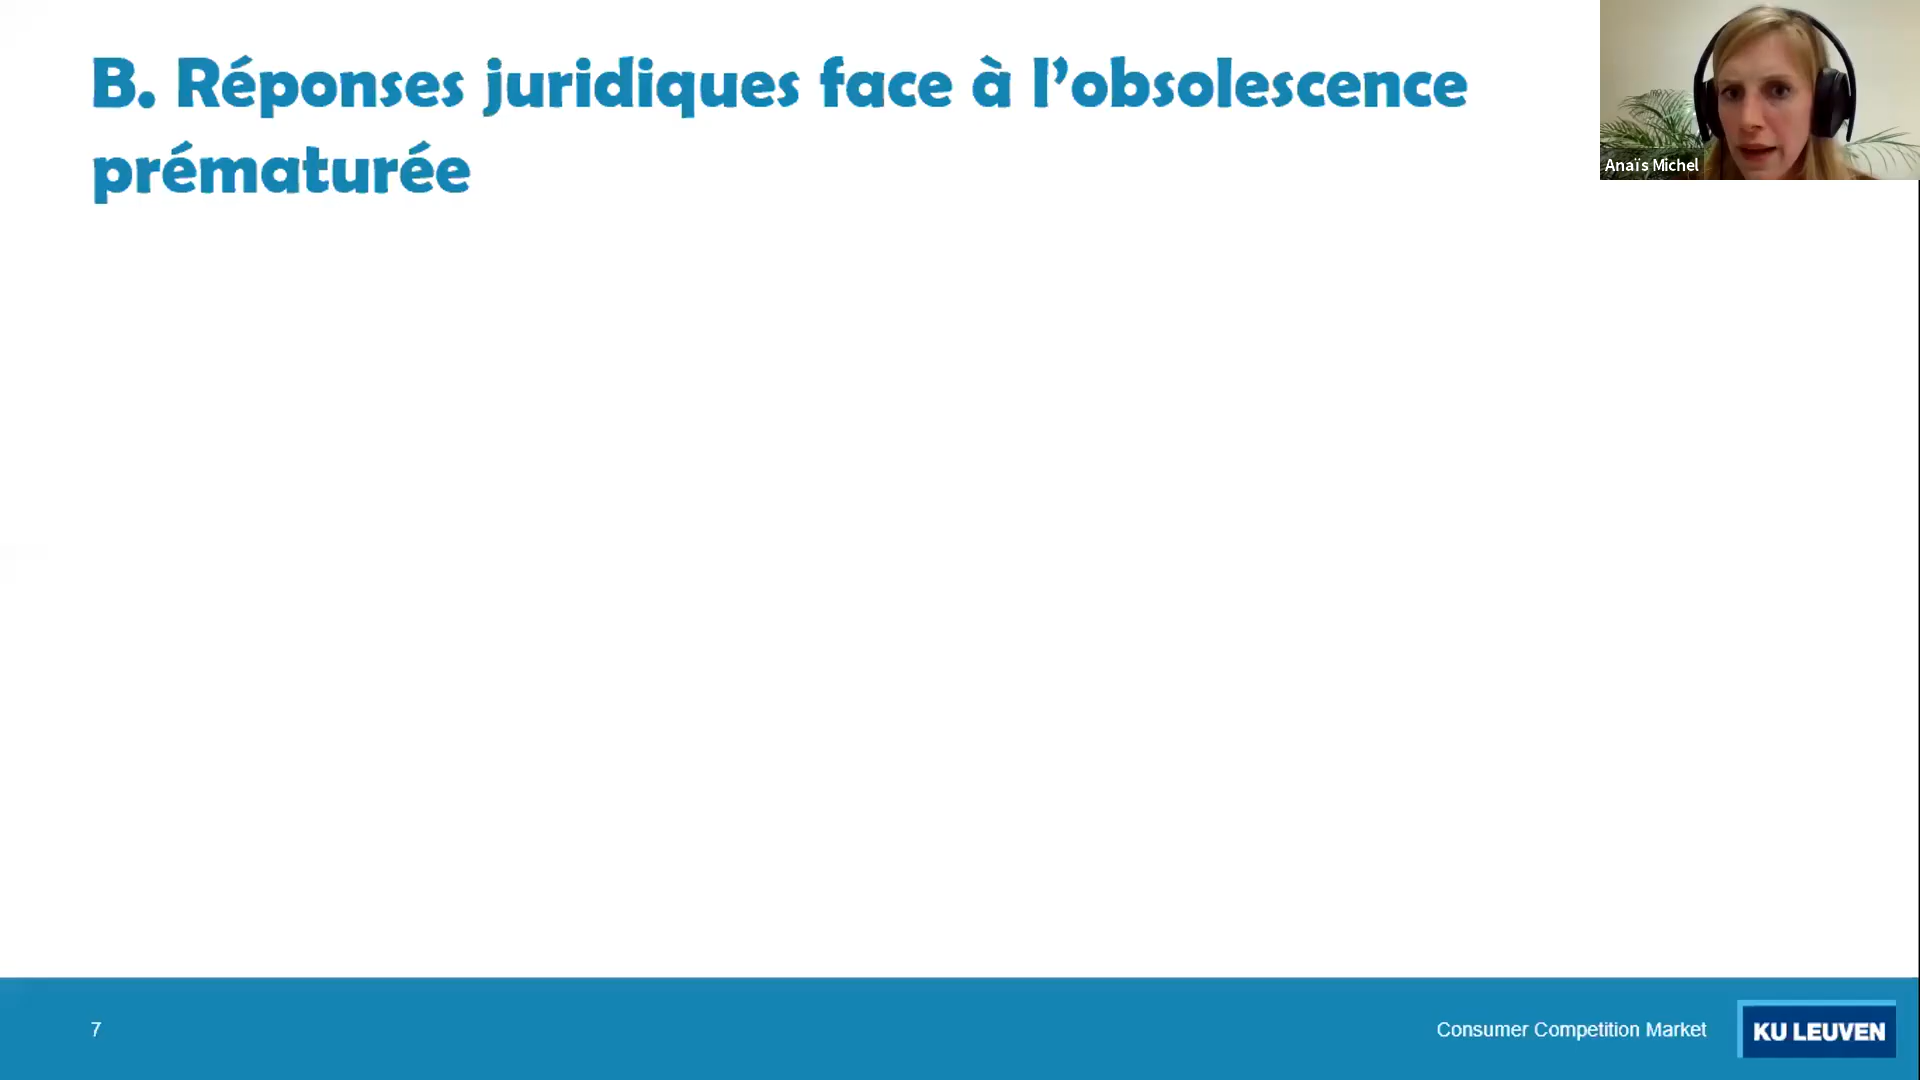 B. Réponses juridiques face à l’obsolescence
prématurée
Anaïs Michel
7
Consumer Competition Market
KU LEUVEN